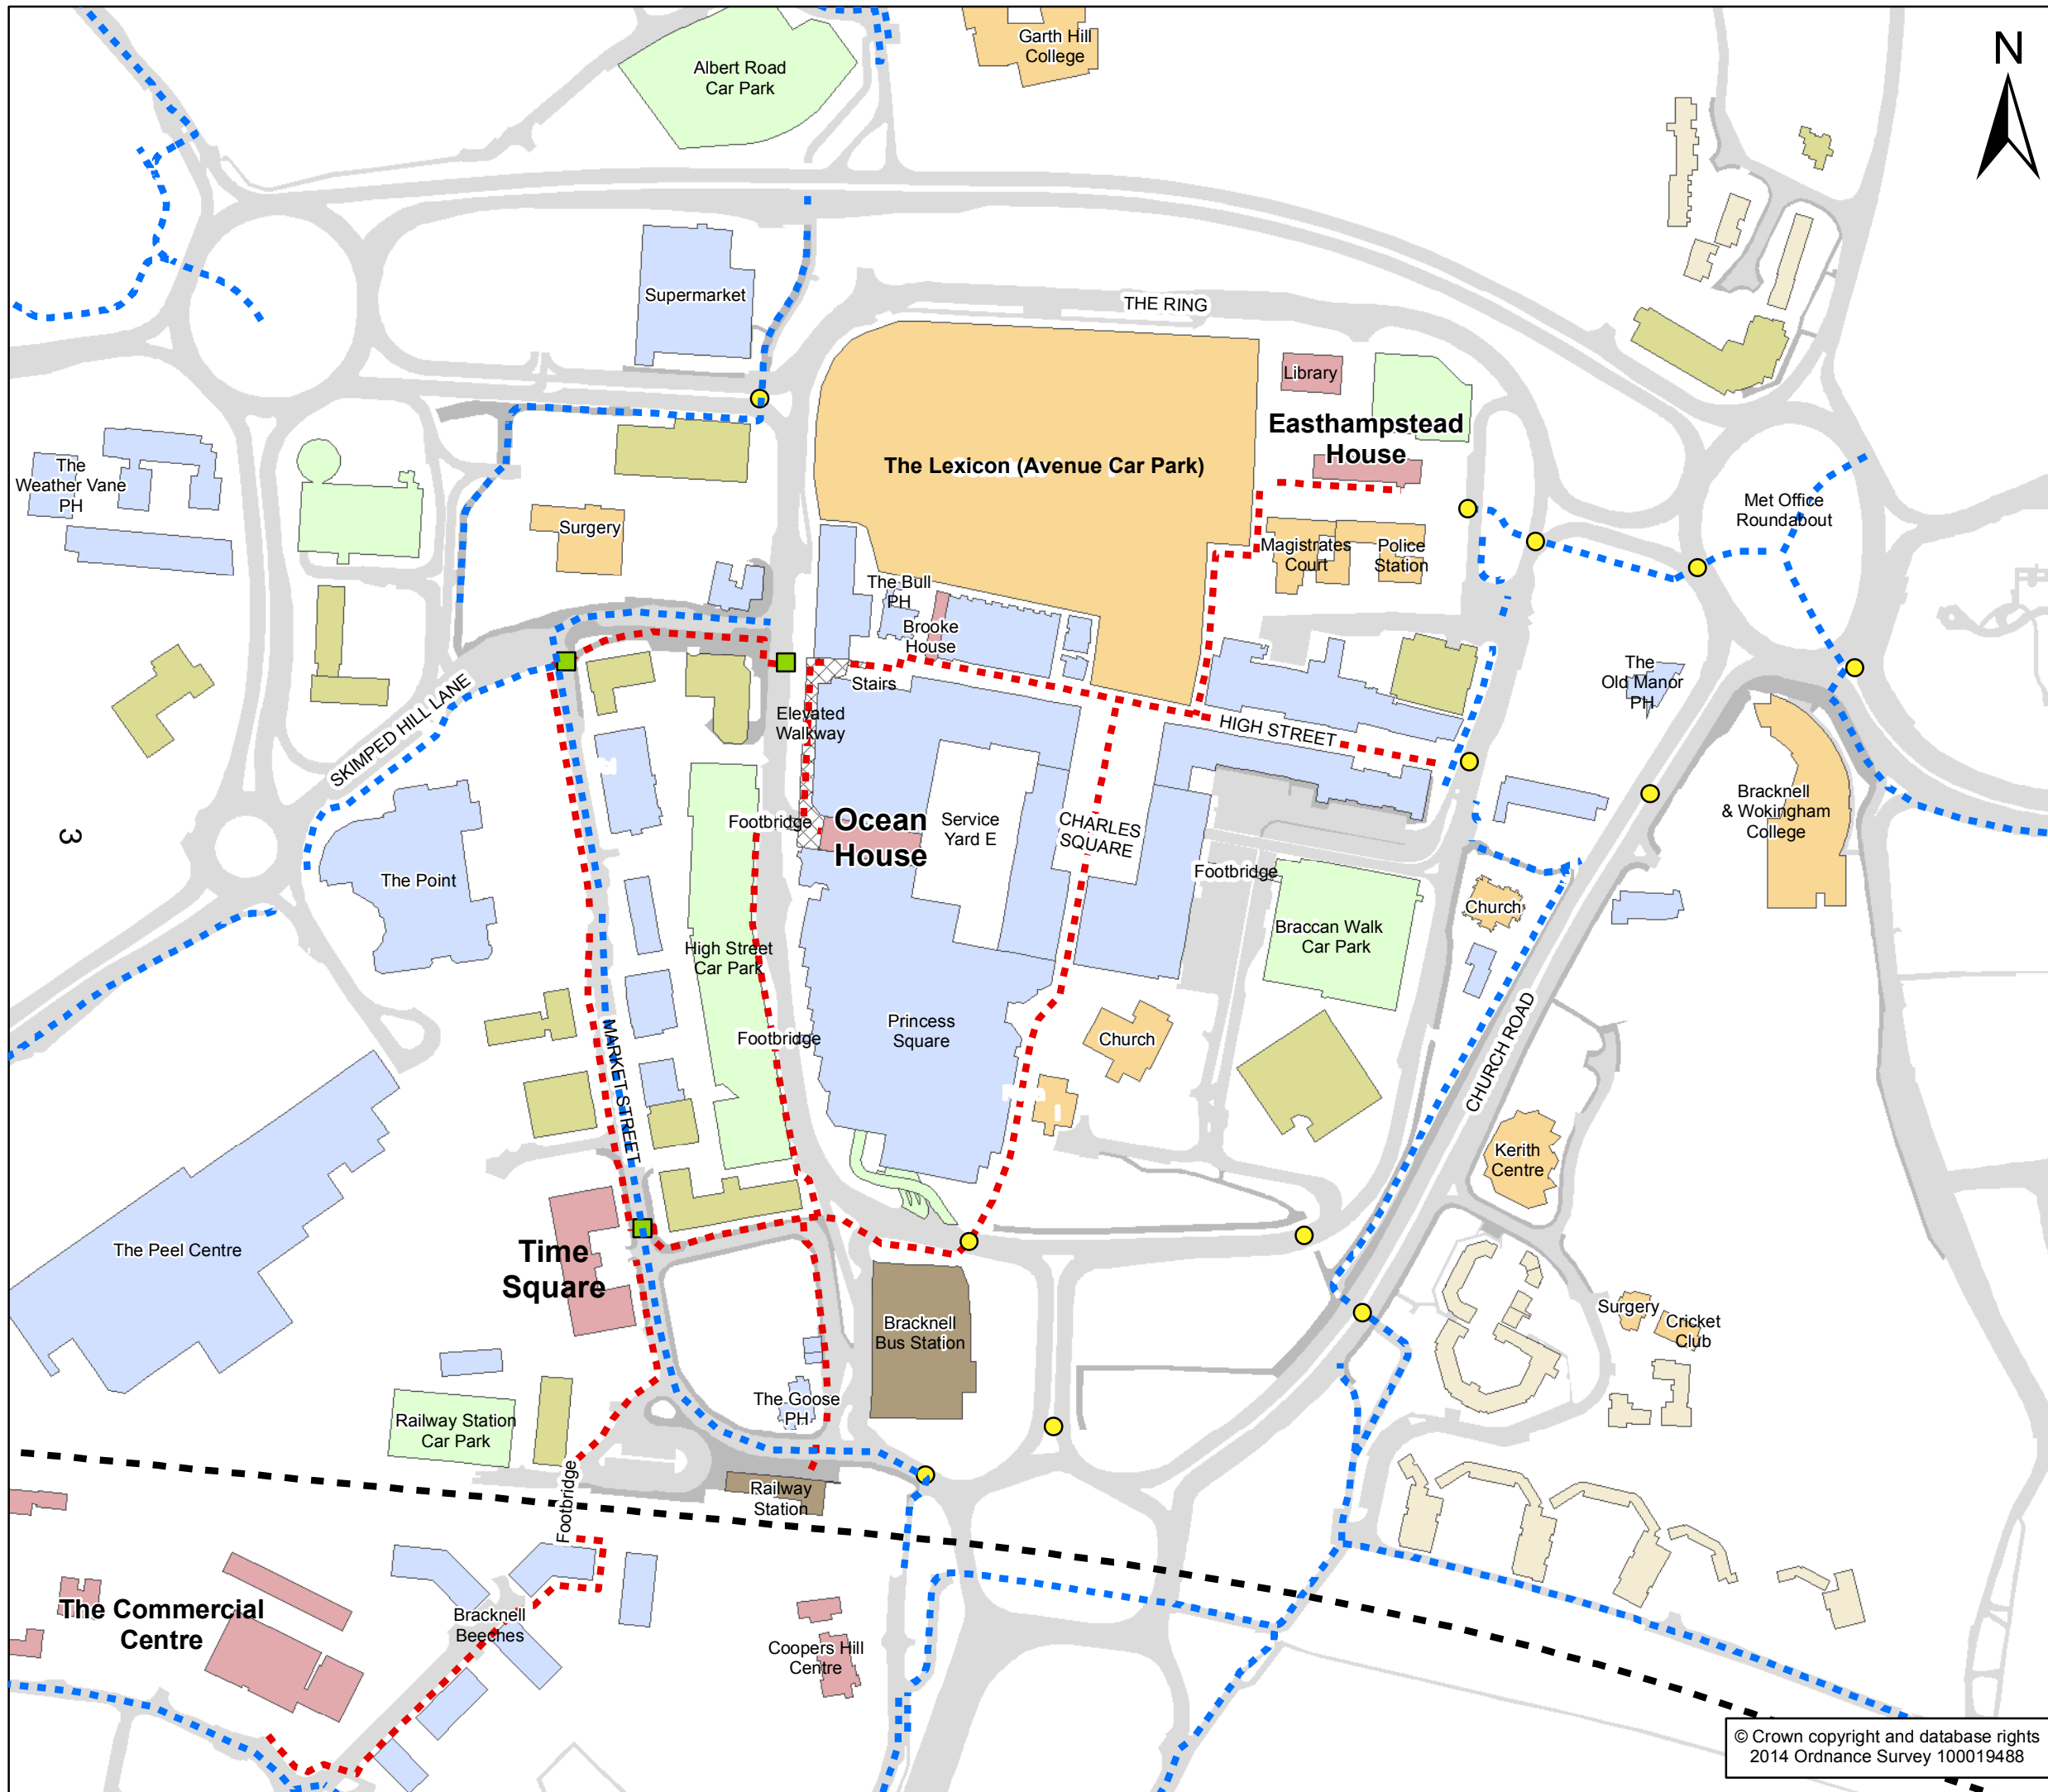 Garth Hill
College
N
Albert Road
Car Park
Supermarket
THE RING
Library
Easthampstead
House
The Lexicon (Avenue Car Park)
The
Weather Vane
PH
Met Office
Roundabout
Surgery
Magistrates
Court
Police
Station
The Bull
PH
Brooke
House
Stairs
The
Old Manor
PH
SKIMPED HILL LANE
Elevated
Walkway
HIGH STREET
Footbridge
Ocean
House
Service
Yard E
CHARLES
SQUARE
Bracknell
& Wokingham
College
3
The Point
Footbridge
Church
High Street
Car Park
Braccan Walk
Car Park
MARKET STREET
Footbridge
Princess
Square
Church
CHURCH ROAD
Kerith
Centre
The Peel Centre
Time
Square
Bracknell
Bus Station
Surgery
Cricket
Club
The Goose
PH
Railway Station
Car Park
Footbridge
Railway
Station
The Commercial
Centre
Bracknell
Beeches
Coopers Hill
Centre
© Crown copyright and database rights
2014 Ordnance Survey 100019488